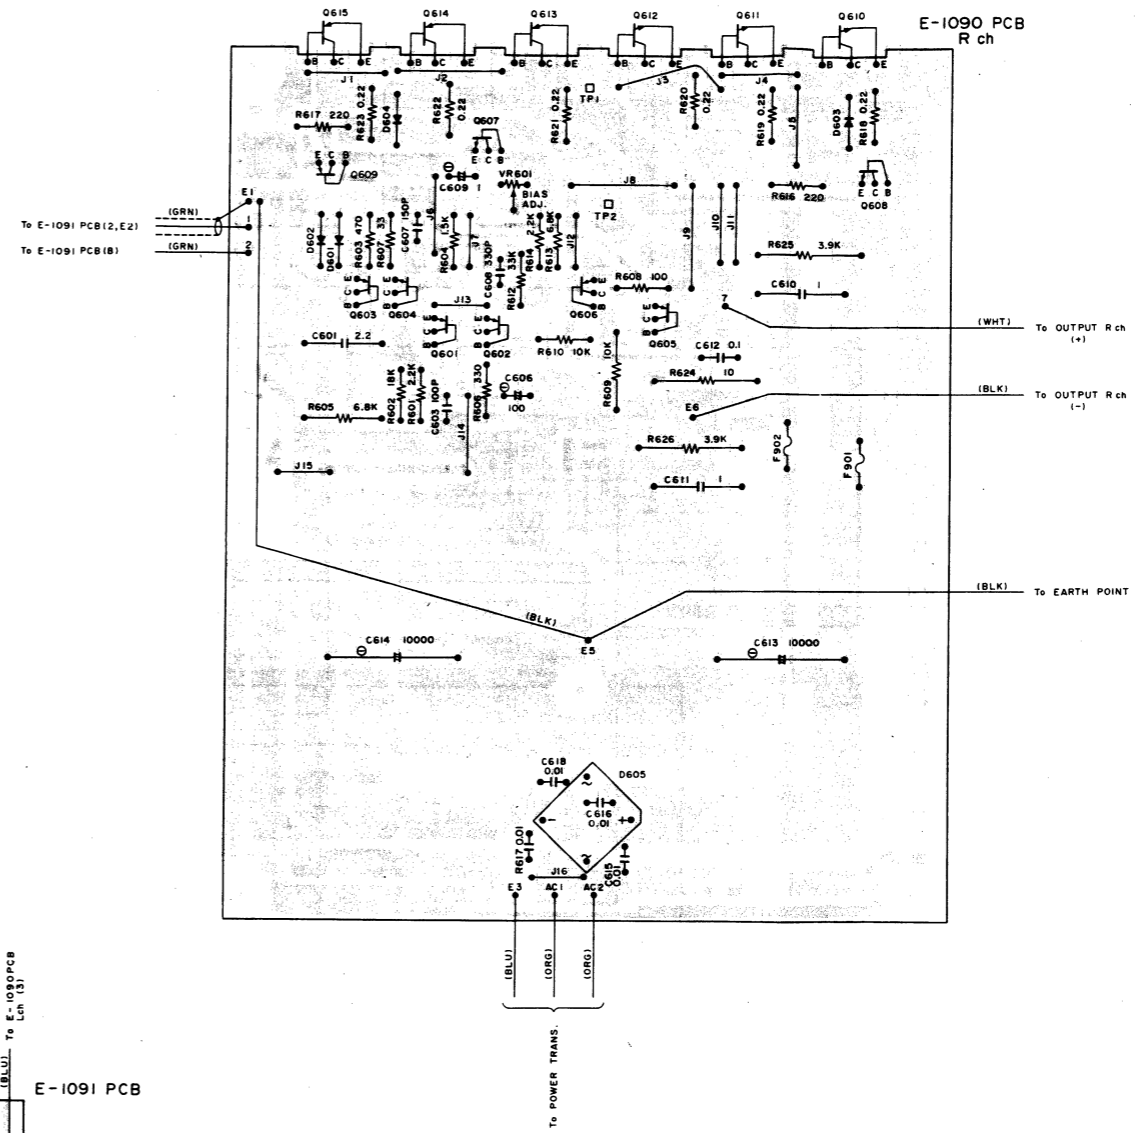 Q615 Q614 Q613 Q612 Q611 Q610
E-1090 PCB
R ch
B C E B C E B C E B C E B C E B C E
J1 J2 J3 J4
TP1
R617 220
R623 0.22
D604
R622 0.22
Q607
E C B
R621 0.22
R620 0.22
R619 0.22
J5
D603
R618 0.22
E C B
Q609
C609 1
VR601
BIAS
ADJ.
J8
R616 220
E C B
Q608
E1
(GRN)
To E-1091 PCB(2,E2)
1
To E-1091 PCB(8)
(GRN)
2
D602
D601
R603 470
R607 33
C607 150P
J6
R604 1.5K
J7
C608 330P
R612 33K
R614 2.2K
R613 6.8K
J12
TP2
J9
J10
J11
R625 3.9K
B C E
Q603
B C E
Q604
J13
B C E
Q606
R608 100
C610 1
7
B C E
Q605
(WHT)
To OUTPUT R ch
(+)
C601 2.2
B C E
Q601
B C E
Q602
R610 10K
R609 10K
C612 0.1
R624 10
R602 18K
R601 2.2K
C603 100P
R606 330
C606
100
(BLK)
To OUTPUT R ch
(-)
R605 6.8K
J14
E6
R626 3.9K
F902
F901
J15
C611 1
(BLK)
To EARTH POINT
(BLK)
E5
C614 10000
C613 10000
C618
0.01
D605
~
C616
0.01
- +
~
R617 0.01
C615
0.01
J16
E3 AC1 AC2
(BLU)
(ORG)
(ORG)
To POWER TRANS.
To E-1090PCB
Lch (3)
(BLU)
E-1091 PCB